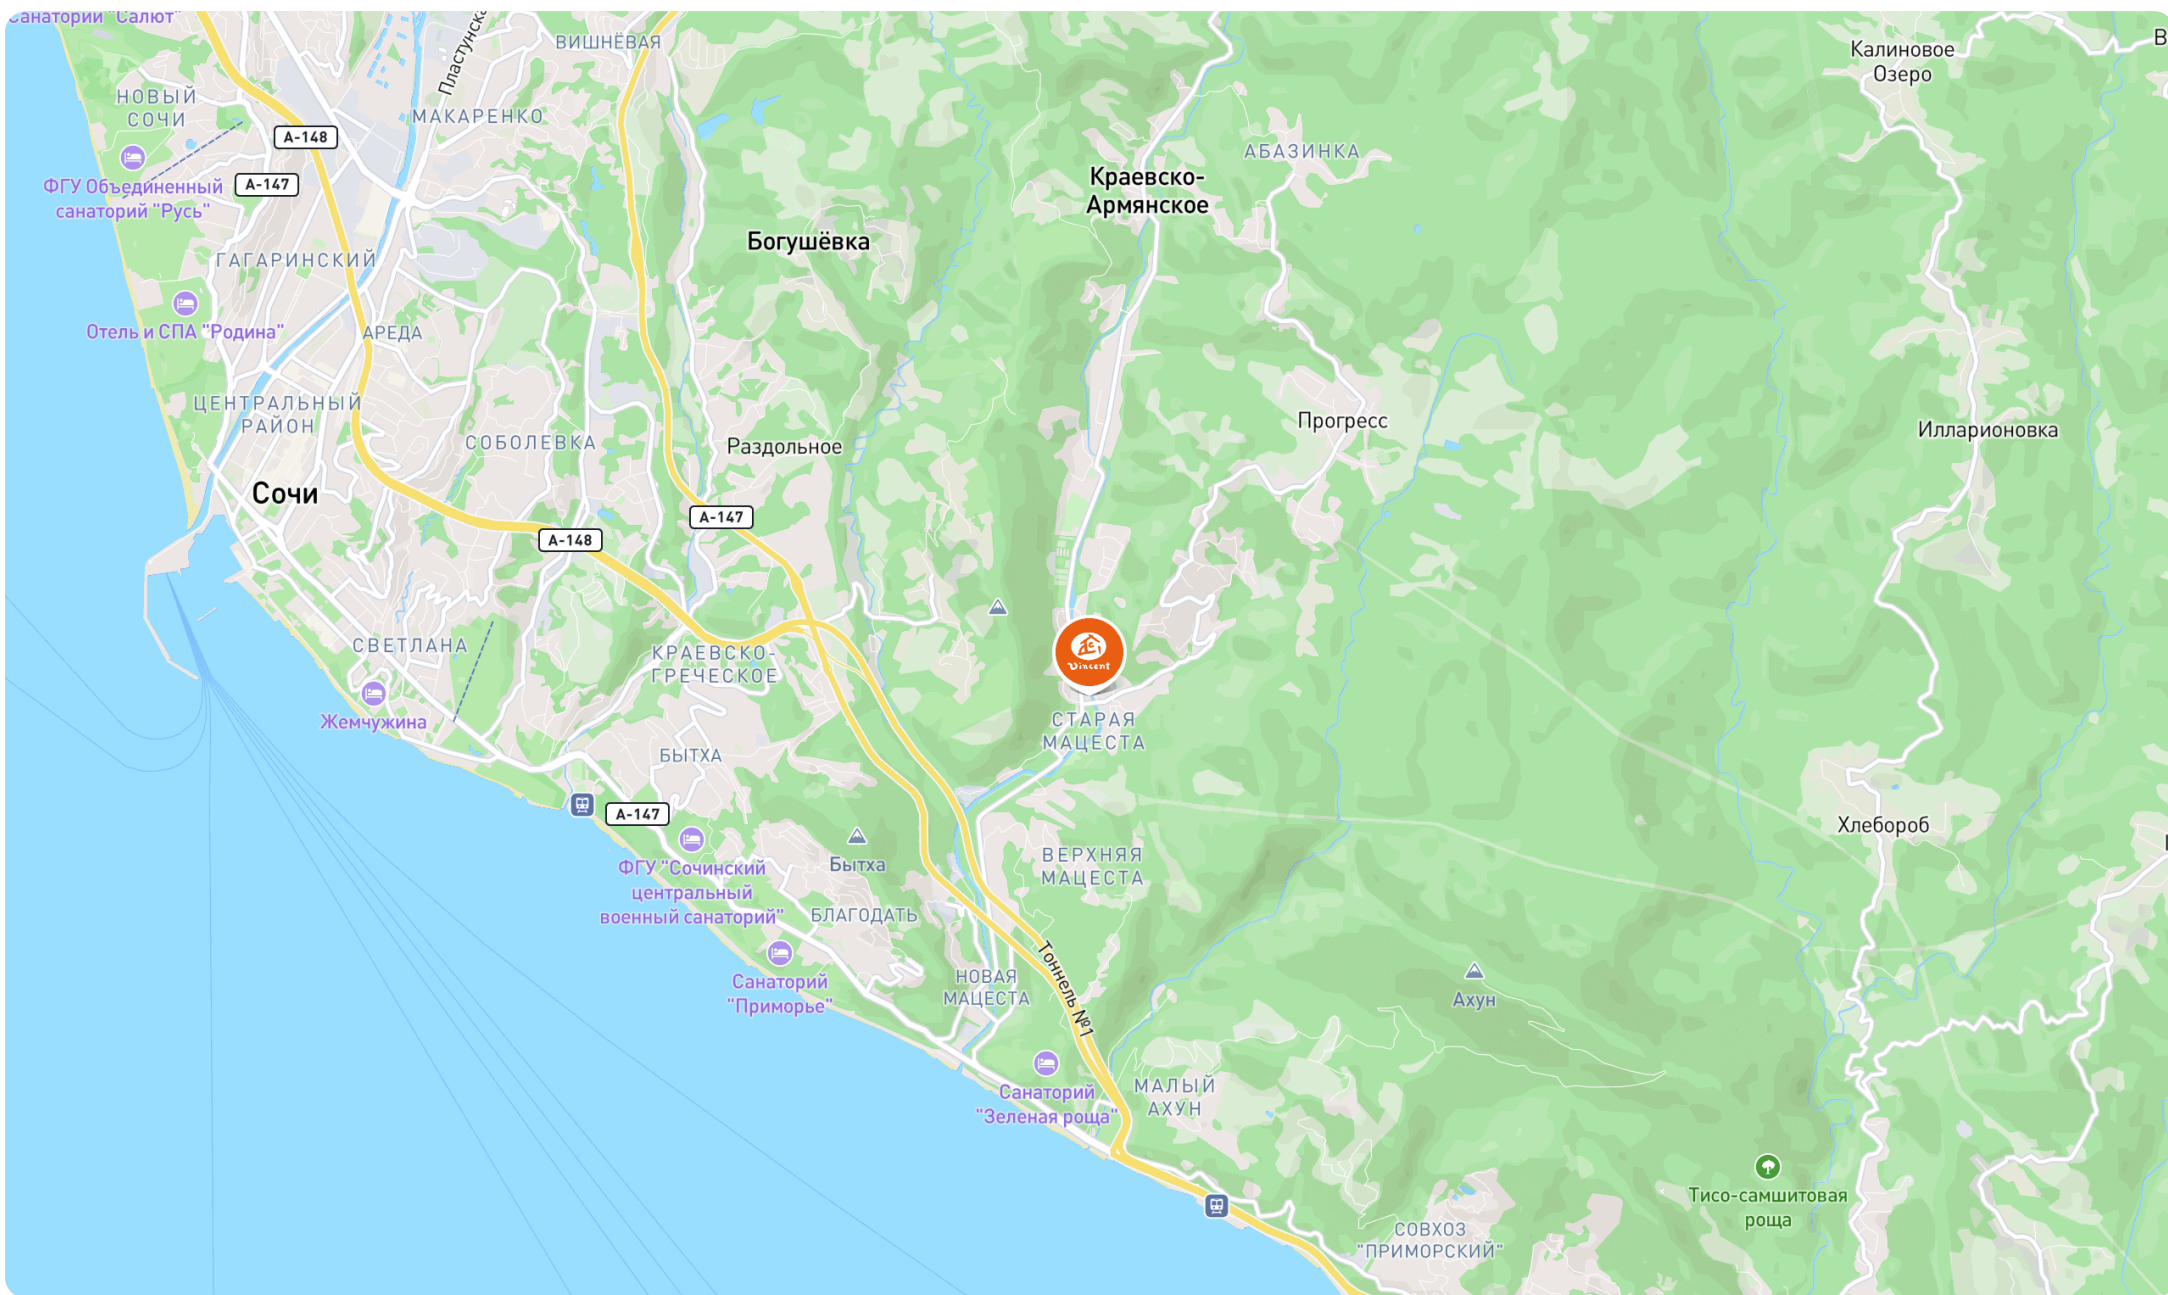 Санаторий "Салют"
Пластунска
ВИШНЁВАЯ
Калиновое
Озеро
В
НОВЫЙ
СОЧИ
МАКАРЕНКО
А-148
АБАЗИНКА
А-147
ФГУ Объединенный
санаторий "Русь"
Краевско-
Армянское
Богушёвка
ГАГАРИНСКИЙ
Отель и СПА "Родина"
АРЕДА
ЦЕНТРАЛЬНЫЙ
РАЙОН
СОБОЛЕВКА
Раздольное
Прогресс
Илларионовка
Сочи
А-147
А-148
СВЕТЛАНА
КРАЕВСКО-
ГРЕЧЕСКОЕ
Vincent
Жемчужина
СТАРАЯ
МАЦЕСТА
БЫТХА
А-147
Хлебороб
Бытха
ВЕРХНЯЯ
МАЦЕСТА
ФГУ "Сочинский
центральный
военный санаторий"
БЛАГОДАТЬ
Санаторий
"Приморье"
НОВАЯ
МАЦЕСТА
Тоннель №1
Ахун
Санаторий
"Зеленая роща"
МАЛЫЙ
АХУН
Тисо-самшитовая
роща
СОВХОЗ
"ПРИМОРСКИЙ"